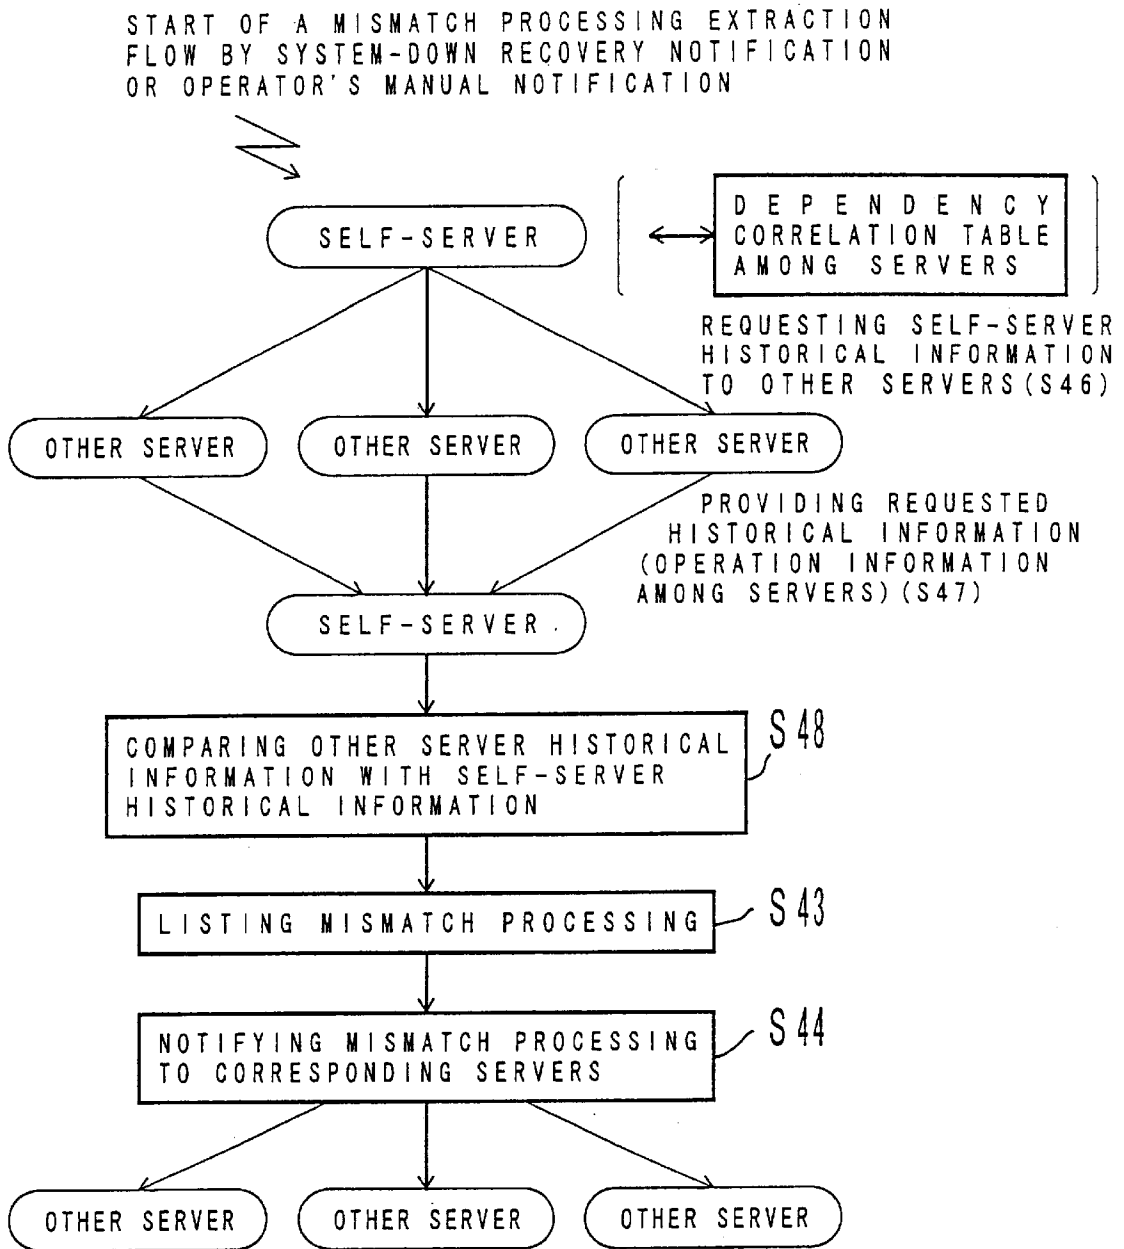 START OF A MISMATCH PROCESSING EXTRACTION
FLOW BY SYSTEM-DOWN RECOVERY NOTIFICATION
OR OPERATOR'S MANUAL NOTIFICATION
SELF-SERVER
DEPENDENCY
CORRELATION TABLE
AMONG SERVERS
REQUESTING SELF-SERVER
HISTORICAL INFORMATION
TO OTHER SERVERS(S46)
OTHER SERVER
OTHER SERVER
OTHER SERVER
PROVIDING REQUESTED
HISTORICAL INFORMATION
(OPERATION INFORMATION
AMONG SERVERS)(S47)
SELF-SERVER
COMPARING OTHER SERVER HISTORICAL
INFORMATION WITH SELF-SERVER
HISTORICAL INFORMATION
S48
LISTING MISMATCH PROCESSING
S43
NOTIFYING MISMATCH PROCESSING
TO CORRESPONDING SERVERS
S44
OTHER SERVER
OTHER SERVER
OTHER SERVER